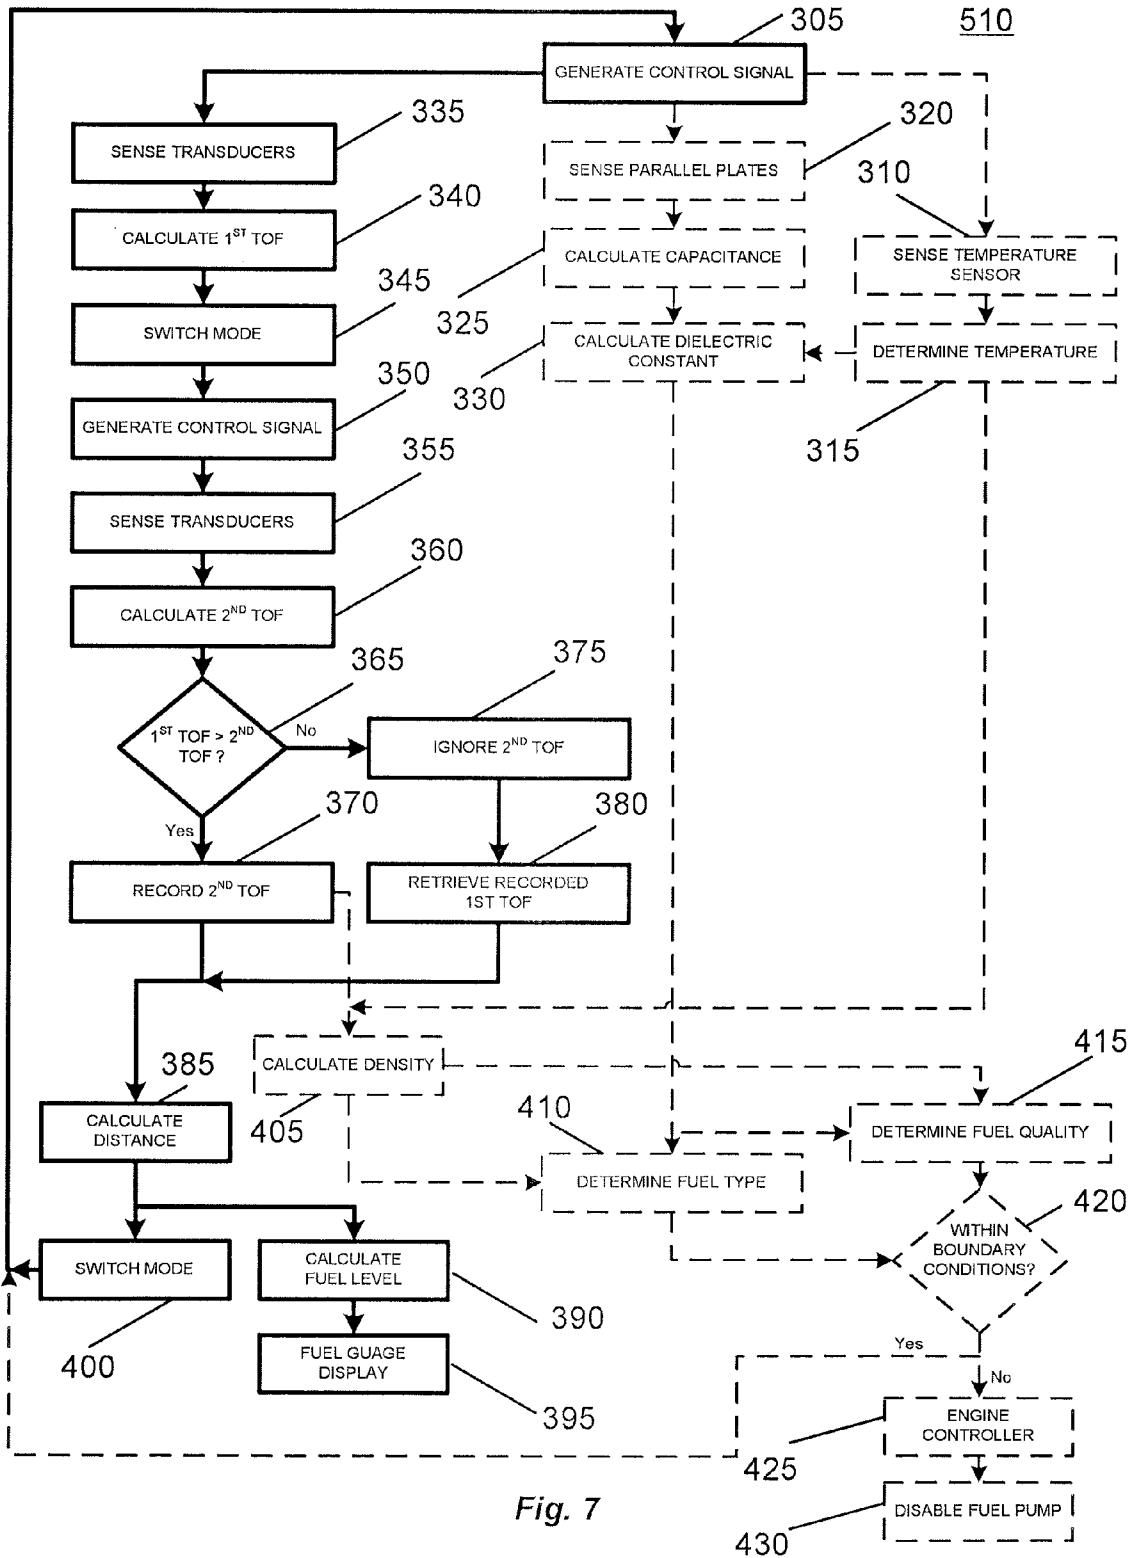 305
510
GENERATE CONTROL SIGNAL
335
SENSE TRANSDUCERS
320
SENSE PARALLEL PLATES
310
340
CALCULATE 1ST TOF
CALCULATE CAPACITANCE
325
SENSE TEMPERATURE
SENSOR
345
SWITCH MODE
CALCULATE DIELECTRIC
CONSTANT
330
DETERMINE TEMPERATURE
315
350
GENERATE CONTROL SIGNAL
355
SENSE TRANSDUCERS
360
CALCULATE 2ND TOF
365
1ST TOF > 2ND
TOF ?
No
375
IGNORE 2ND TOF
Yes
370
RECORD 2ND TOF
380
RETRIEVE RECORDED
1ST TOF
CALCULATE DENSITY
405
385
CALCULATE
DISTANCE
410
DETERMINE FUEL TYPE
415
DETERMINE FUEL QUALITY
420
WITHIN
BOUNDARY
CONDITIONS?
SWITCH MODE
400
CALCULATE
FUEL LEVEL
390
FUEL GUAGE
DISPLAY
395
Yes
No
ENGINE
CONTROLLER
425
DISABLE FUEL PUMP
430
Fig. 7